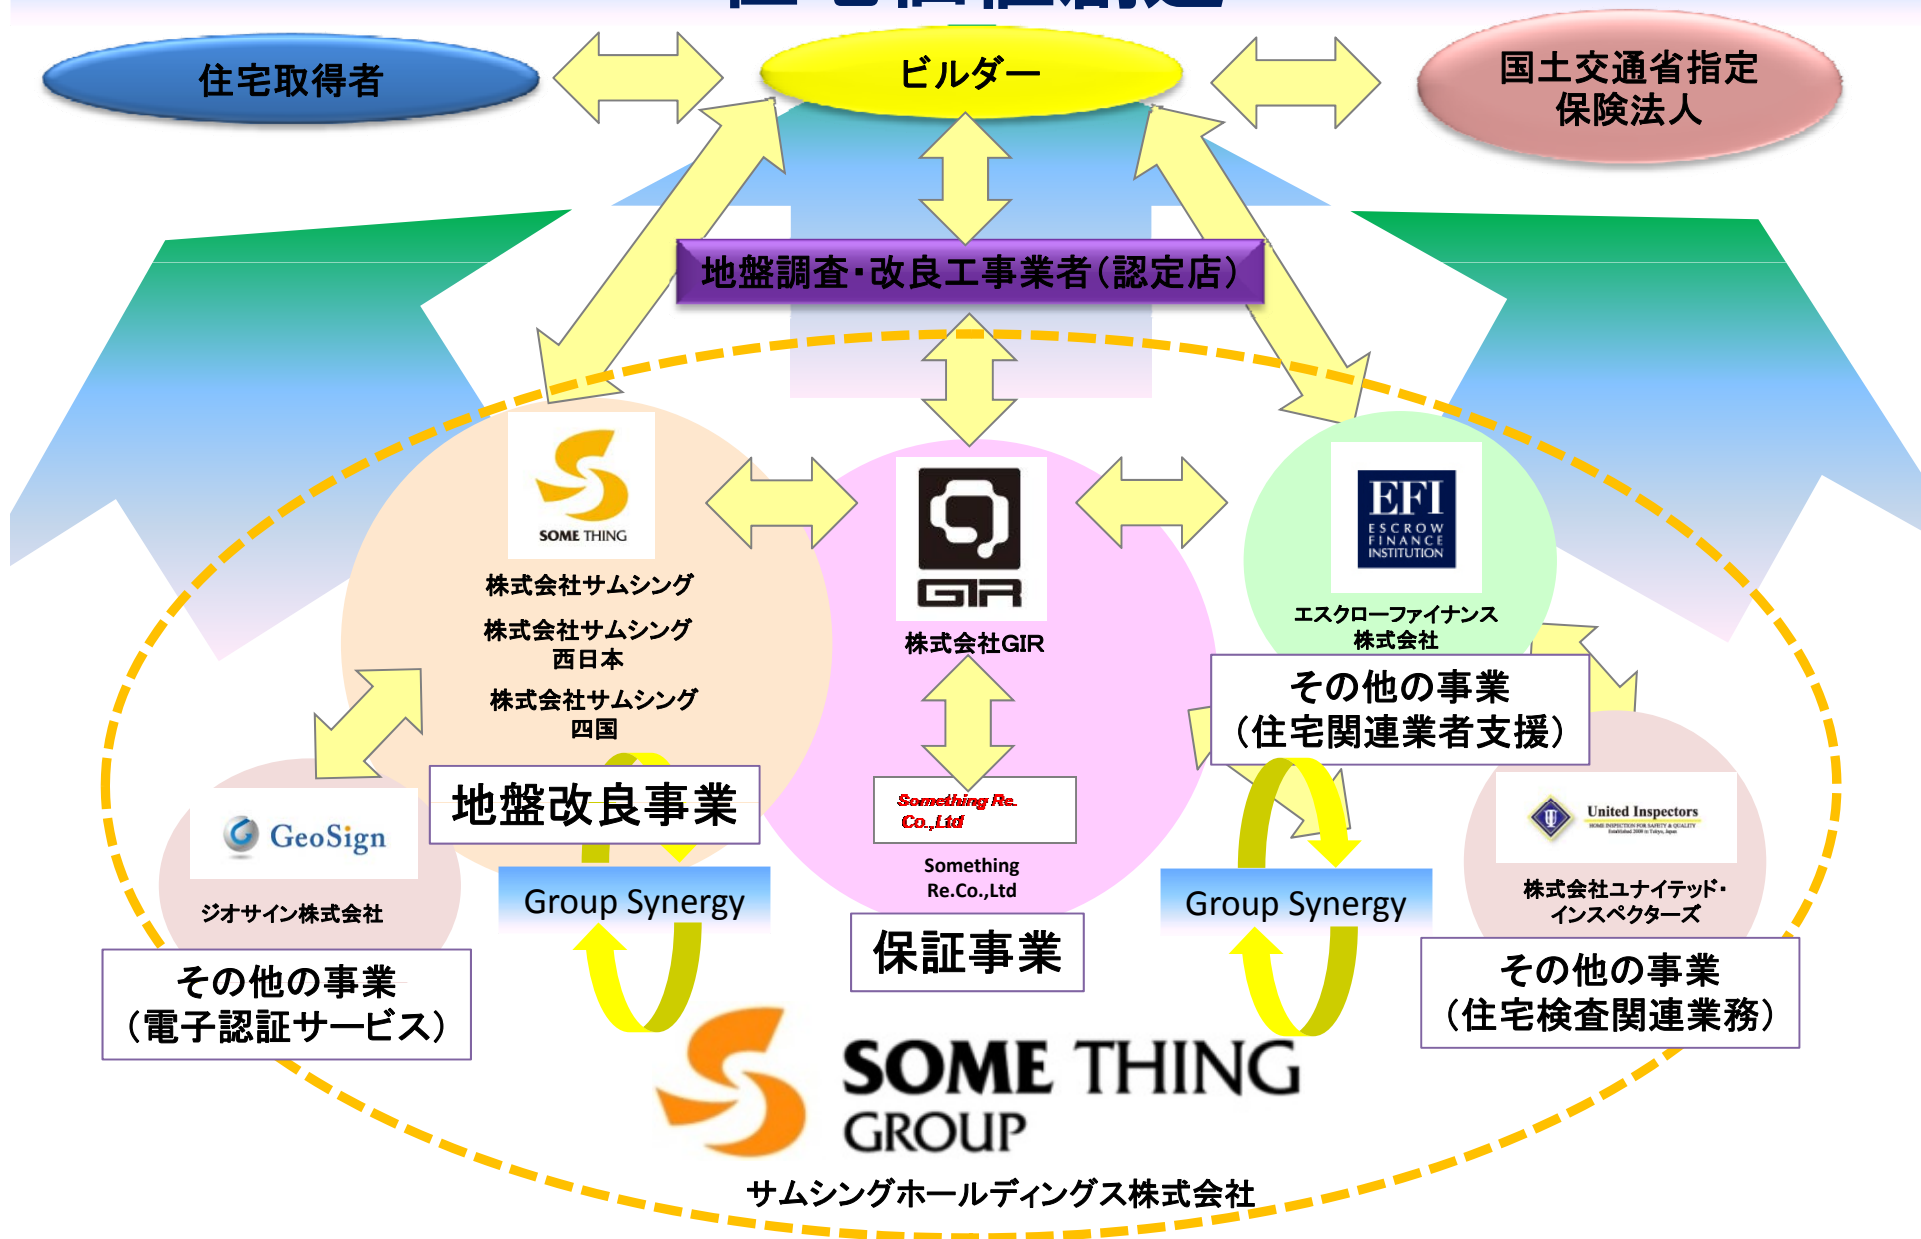 住宅取得者
ビルダー
国土交通省指定
保険法人
地盤調査・改良工事業者（認定店）
SOME THING
株式会社サムシング
株式会社サムシング
西日本
株式会社サムシング
四国
地盤改良事業
GIR
株式会社GIR
Something Re.
Co.,Ltd
Something
Re.Co.,Ltd
保証事業
EFI
ESCROW
FINANCE
INSTITUTION
エスクローファイナンス
株式会社
その他の事業
（住宅関連業者支援）
GeoSign
ジオサイン株式会社
その他の事業
（電子認証サービス）
Group Synergy
Group Synergy
United Inspectors
HOME INSPECTION FOR SAFETY & QUALITY
Established 2000 in Tokyo, Japan
株式会社ユナイテッド・
インスペクターズ
その他の事業
（住宅検査関連業務）
SOME THING
GROUP
サムシングホールディングス株式会社